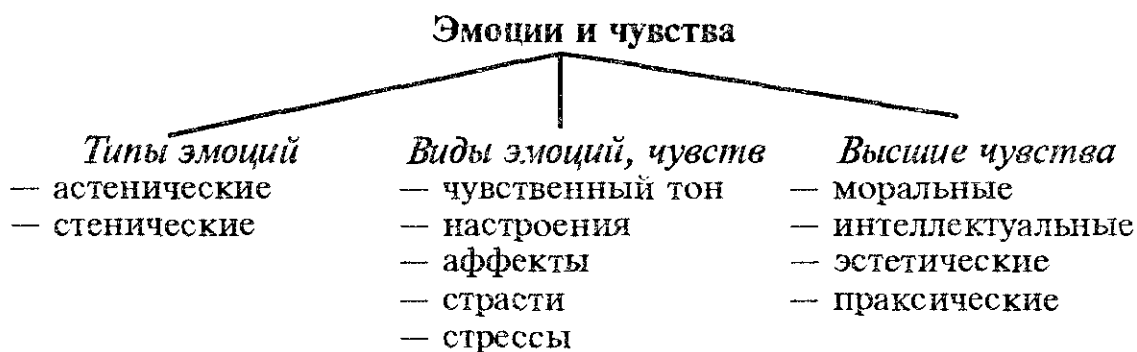 Эмоции и чувства
Типы эмоций
— астенические
— стенические
Виды эмоций, чувств
— чувственный тон
— настроения
— аффекты
— страсти
— стрессы
Высшие чувства
— моральные
— интеллектуальные
— эстетические
— праксические